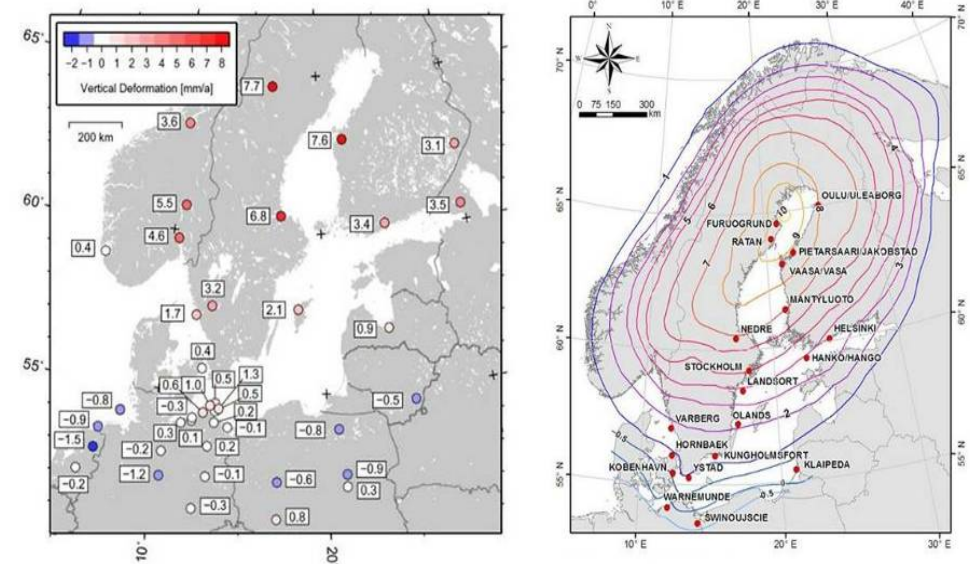 65°
60°
55°
10°
20°
−2 −1 0 1 2 3 4 5 6 7 8
Vertical Deformation [mm/a]
200 km
7.7
3.6
7.6
3.1
5.5
3.5
6.8
3.4
4.6
0.4
3.2
2.1
1.7
0.9
0.4
1.3
0.5
0.6
1.0
0.5
−0.8
−0.3
0.2
−0.5
−0.9
0.3
0.1
−0.1
−0.8
−1.5
−0.2
0.2
−0.2
−1.2
−0.1
−0.6
−0.9
0.3
−0.3
0.8
0° 10° E 20° E 30° E 40° E
70° N
70° N
65° N
65° N
60° N
60° N
55° N
55° N
10° E 20° E 30° E
N
W E
S
0 75 150 300
km
1
4
5
6
7
10
8
9
3
2
-0.5
0
-0.5
OULU/ULEABORG
FURUOGRUND
RATAN
PIETARSAARI/JAKOBSTAD
VAASA/VASA
MANTYLUOTO
NEDRE
HELSINKI
HANKO/HANGO
STOCKHOLM
LANDSORT
VARBERG
OLANDS
HORNBAEK
KUNGHOLMSFORT
KOBENHAVN
YSTAD
KLAIPEDA
WARNEMUNDE
SWINOUJSCIE